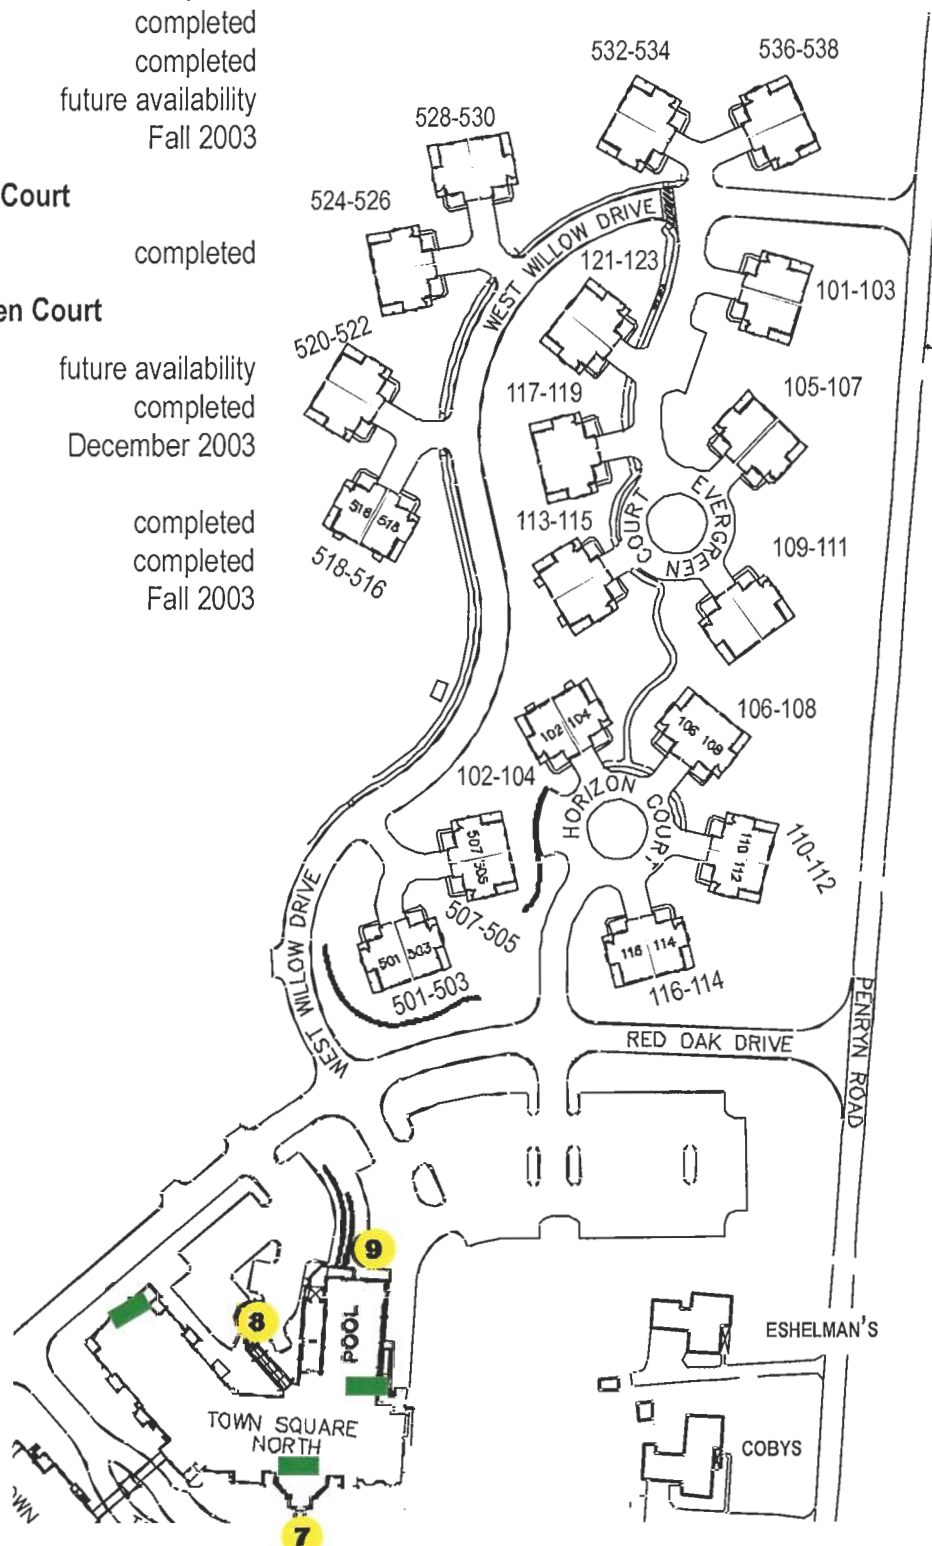 completed
completed
future availability
Fall 2003
Court
completed
en Court
future availability
completed
December 2003
completed
completed
Fall 2003
532-534
536-538
528-530
524-526
WEST WILLOW DRIVE
121-123
101-103
520-522
117-119
105-107
516 518
518-516
113-115
EVERGREEN COURT
109-111
102 104
102-104
106 108
106-108
HORIZON COURT
110 112
110-112
507 505
507-505
501 503
501-503
116 114
116-114
WEST WILLOW DRIVE
RED OAK DRIVE
PENRYN ROAD
9
8
POOL
ESHELMAN'S
TOWN SQUARE
NORTH
COBYS
7